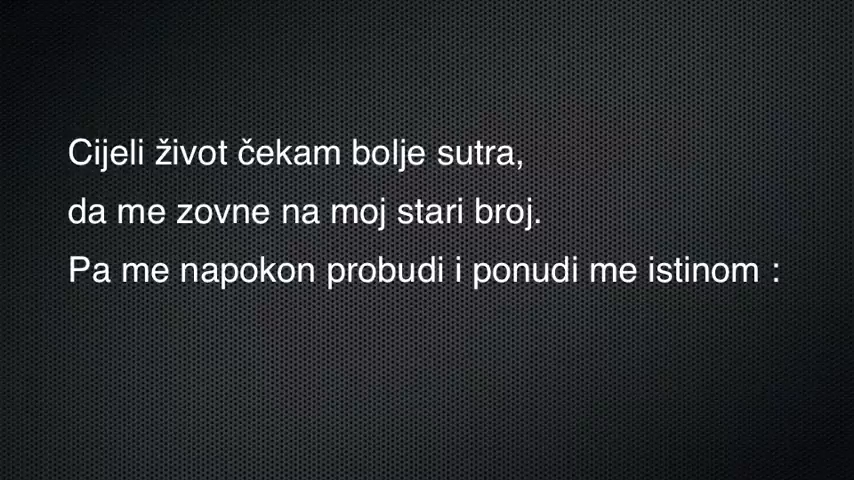 Cijeli život čekam bolje sutra,
da me zovne na moj stari broj.
Pa me napokon probudi i ponudi me istinom :